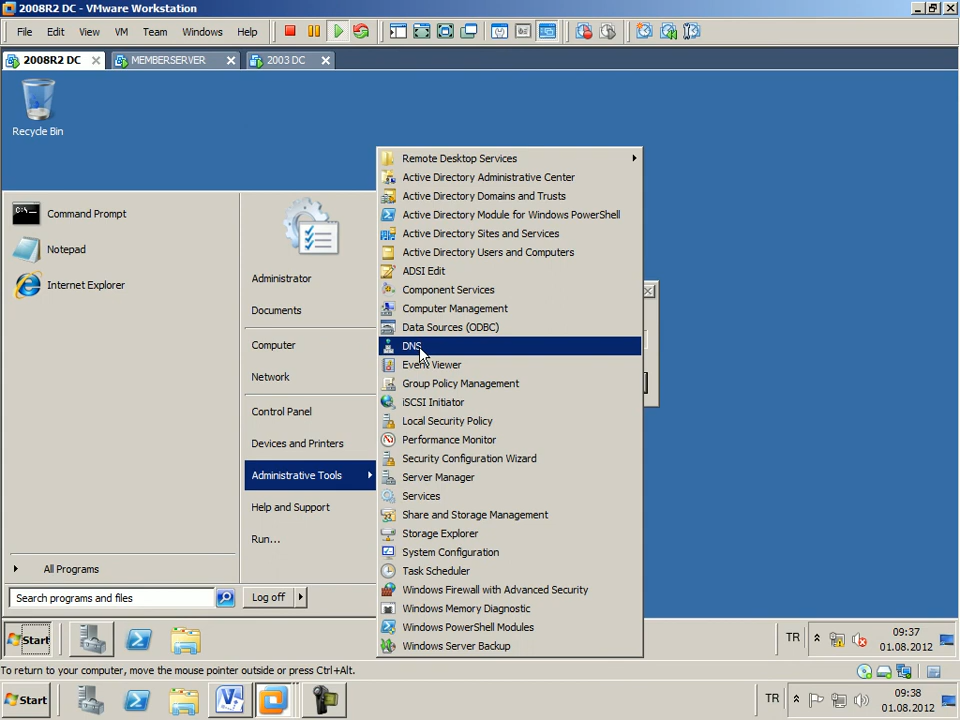 2008R2 DC - VMware Workstation
File Edit View VM Team Windows Help
2008R2 DC MEMBERSERVER 2003 DC
Recycle Bin
Command Prompt
Notepad
Internet Explorer
All Programs
Search programs and files
Administrator
Documents
Computer
Network
Control Panel
Devices and Printers
Administrative Tools
Help and Support
Run...
Log off
Remote Desktop Services
Active Directory Administrative Center
Active Directory Domains and Trusts
Active Directory Module for Windows PowerShell
Active Directory Sites and Services
Active Directory Users and Computers
ADSI Edit
Component Services
Computer Management
Data Sources (ODBC)
DNS
Event Viewer
Group Policy Management
iSCSI Initiator
Local Security Policy
Performance Monitor
Security Configuration Wizard
Server Manager
Services
Share and Storage Management
Storage Explorer
System Configuration
Task Scheduler
Windows Firewall with Advanced Security
Windows Memory Diagnostic
Windows PowerShell Modules
Windows Server Backup
Start TR 09:37
01.08.2012
To return to your computer, move the mouse pointer outside or press Ctrl+Alt.
Start TR 09:38
01.08.2012